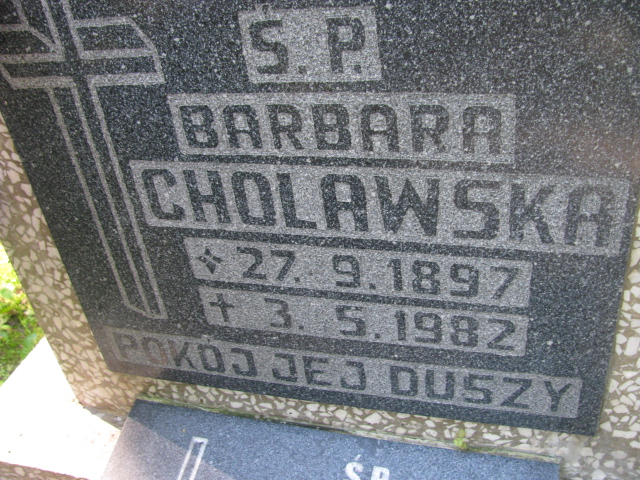 Ś. P.
BARBARA
CHOLAWSKA
27. 9. 1897
† 3. 5. 1982
POKÓJ JEJ DUSZY
Ś.P.